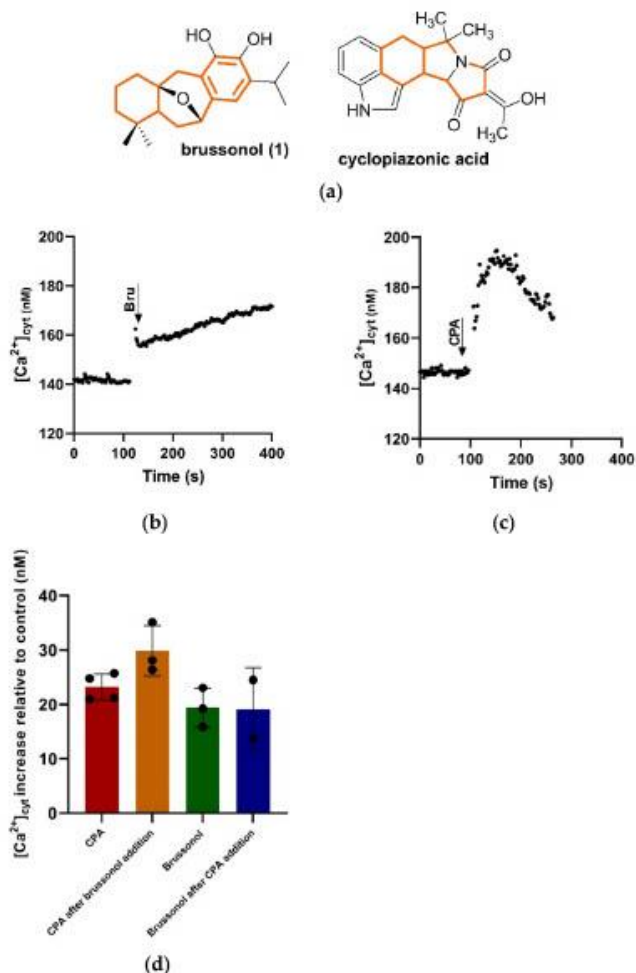 (a)
HO OH
O
brussonol (1)
H₃C CH₃
N O
O OH
H₃C
HN
cyclopiazonic acid
(b)
[Ca²⁺]cyt (nM)
200
180
160
140
120
Bru
0 100 200 300 400
Time (s)
(c)
[Ca²⁺]cyt (nM)
200
180
160
140
120
CPA
0 100 200 300 400
Time (s)
(d)
[Ca²⁺]cyt increase relative to control (nM)
40
30
20
10
0
CPA
CPA after brussonol addition
Brussonol
Brussonol after CPA addition